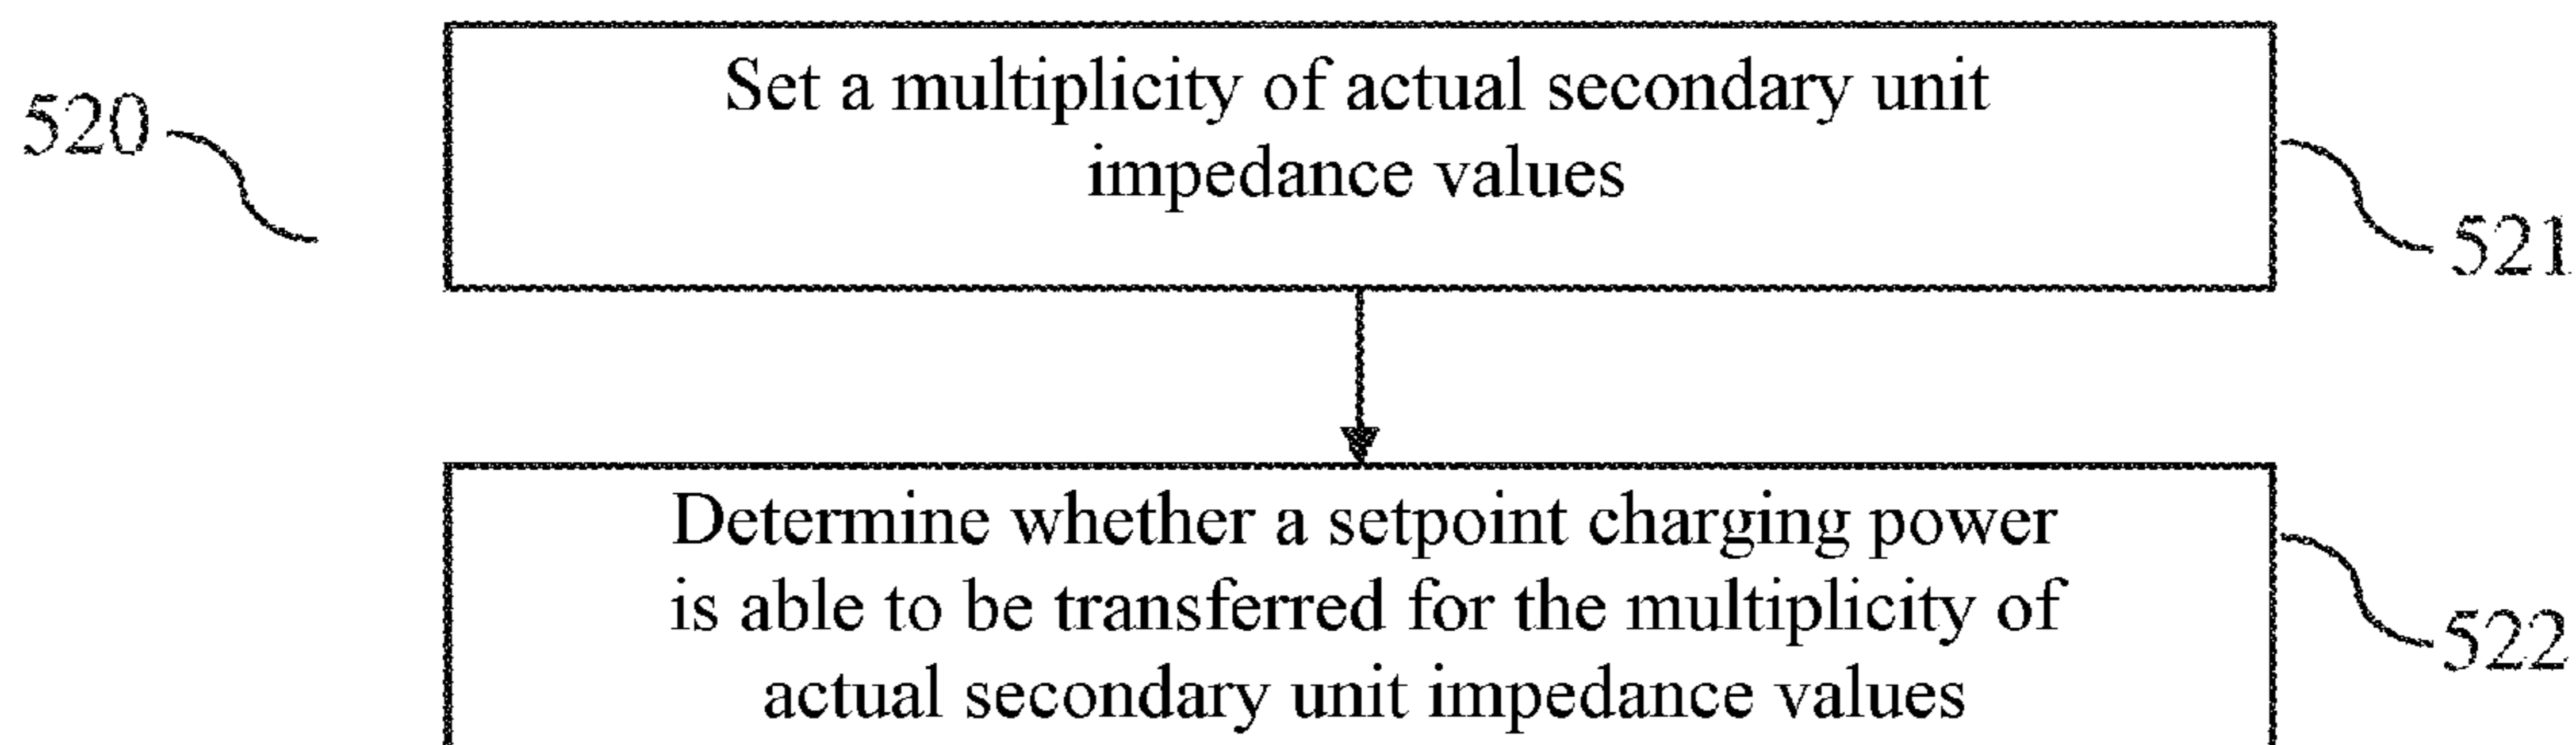 Set a multiplicity of actual secondary unit
impedance values
520
521
Determine whether a setpoint charging power
is able to be transferred for the multiplicity of
actual secondary unit impedance values
522